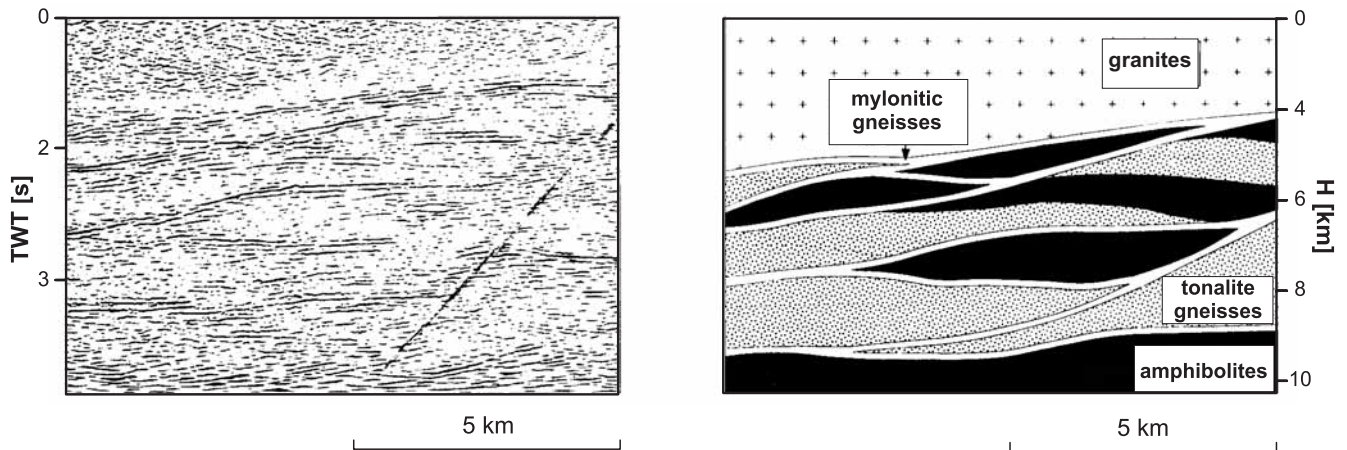 0
2
3
TWT [s]
5 km
granites
mylonitic
gneisses
tonalite
gneisses
amphibolites
0
4
6
8
10
H [km]
5 km